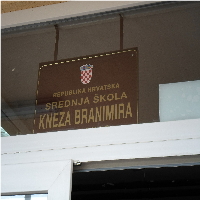 REPUBLIKA HRVATSKA
SREDNJA ŠKOLA
KNEZA BRANIMIRA